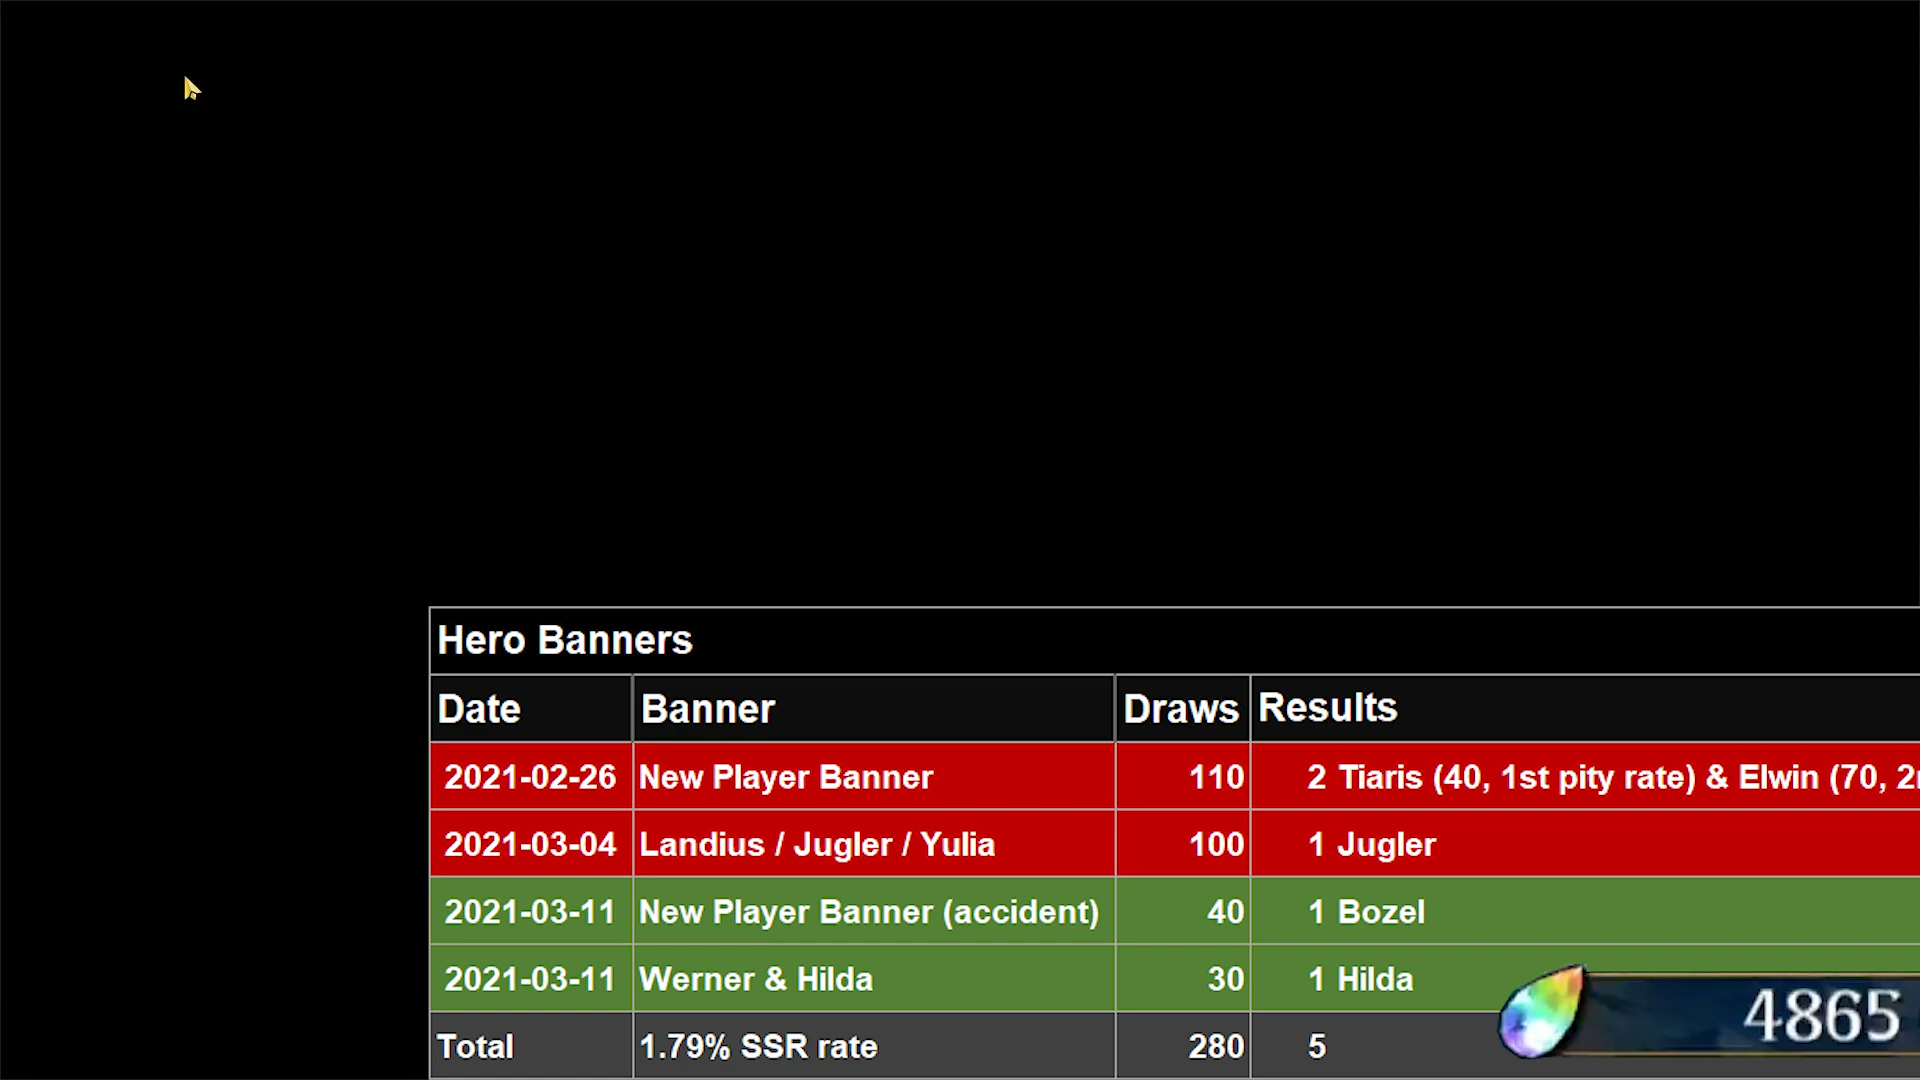 Hero Banners
Date Banner Draws Results
2021-02-26 New Player Banner 110 2 Tiaris (40, 1st pity rate) & Elwin (70,
2021-03-04 Landius / Jugler / Yulia 100 1 Jugler
2021-03-11 New Player Banner (accident) 40 1 Bozel
2021-03-11 Werner & Hilda 30 1 Hilda
Total 1.79% SSR rate 280 5
4865